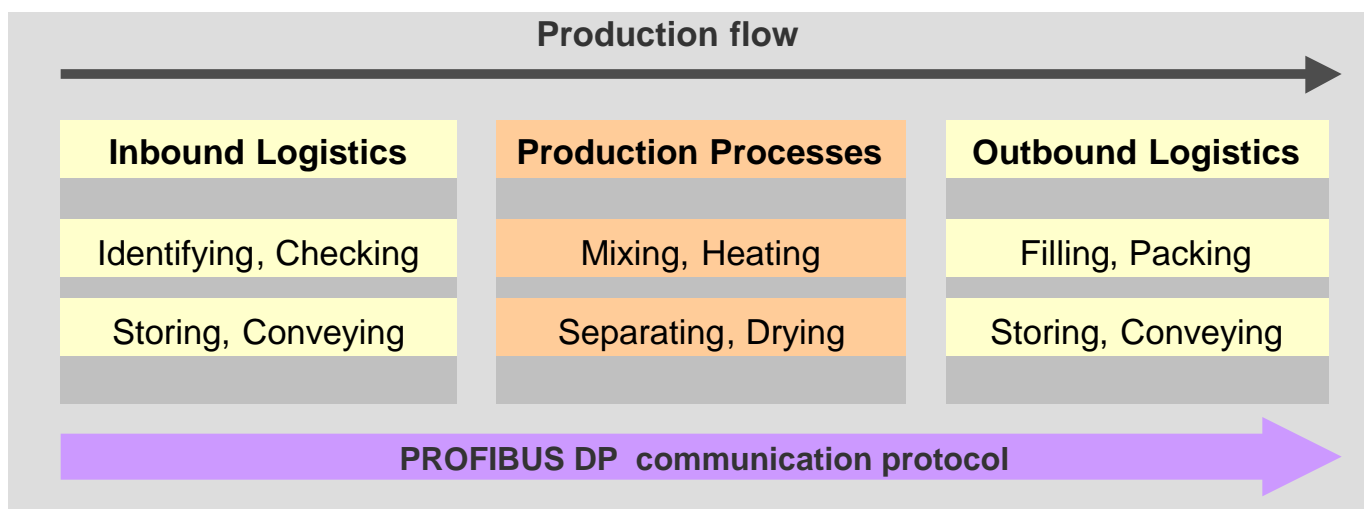 Production flow
Inbound Logistics
Identifying, Checking
Storing, Conveying
Production Processes
Mixing, Heating
Separating, Drying
Outbound Logistics
Filling, Packing
Storing, Conveying
PROFIBUS DP communication protocol